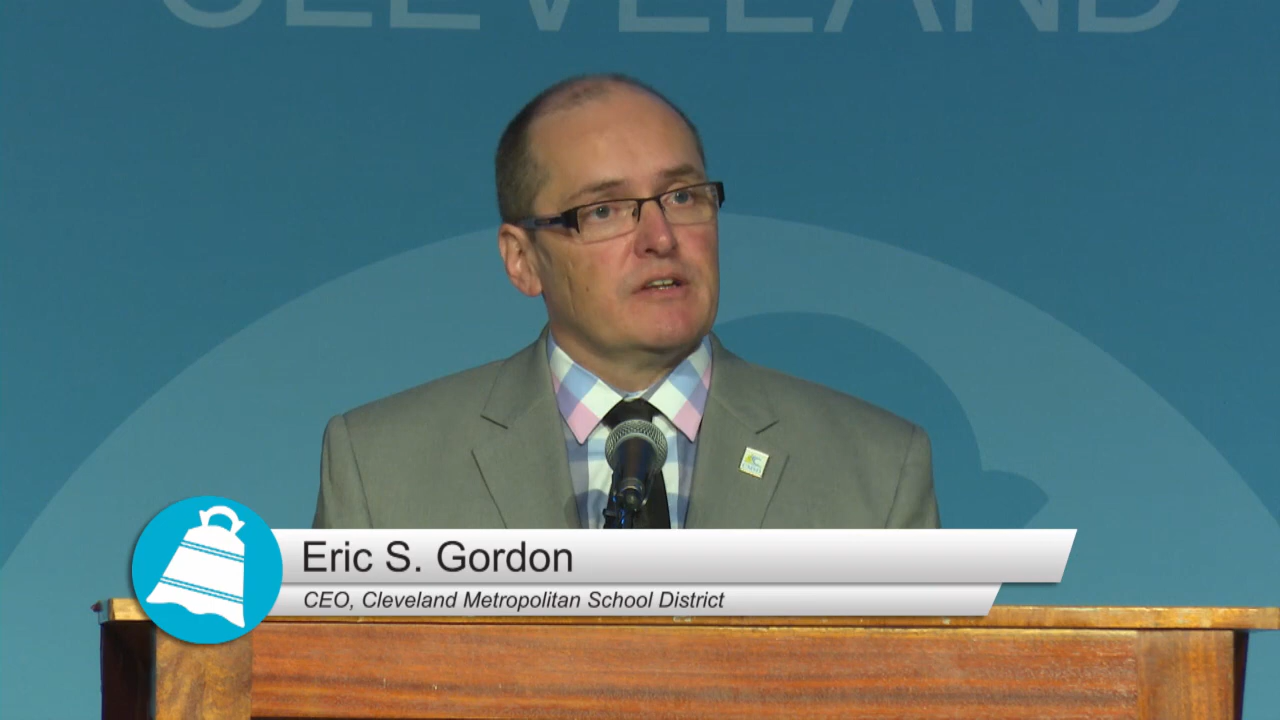 CLEVELAND
Eric S. Gordon
CEO, Cleveland Metropolitan School District